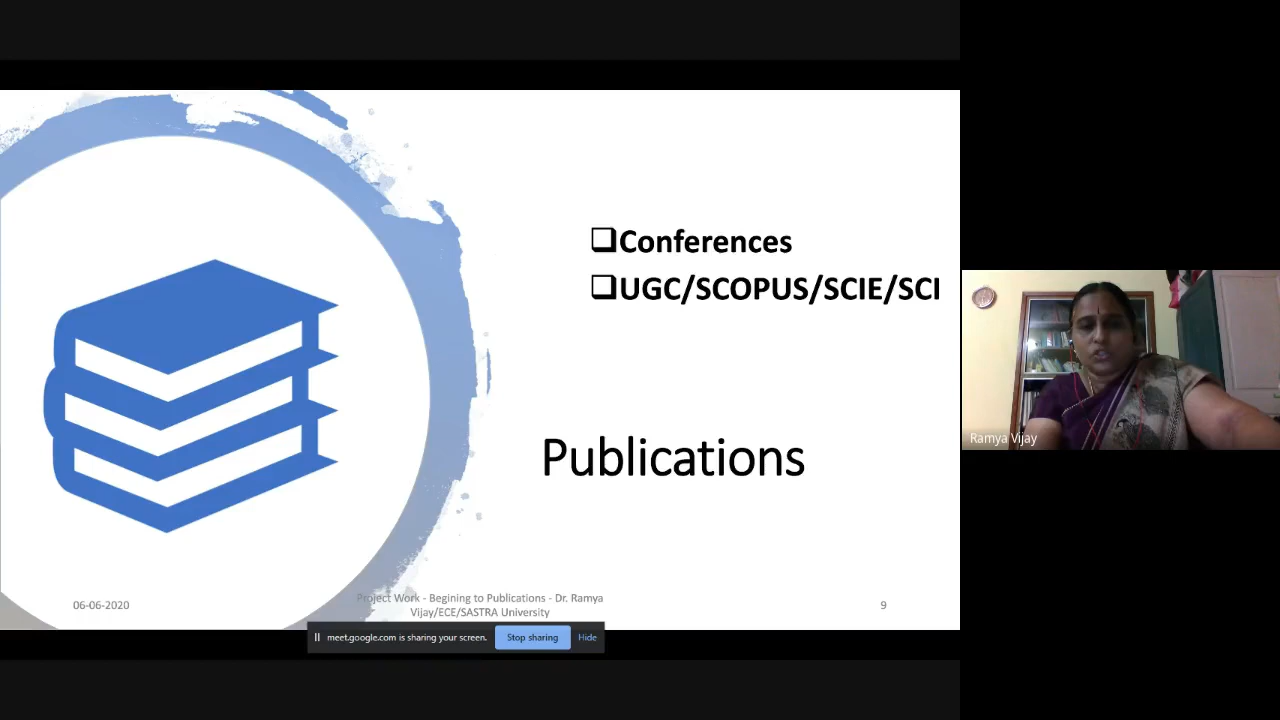 ❑Conferences
❑UGC/SCOPUS/SCIE/SCI
Publications
Ramya Vijay
06-06-2020
Project Work - Begining to Publications - Dr. Ramya
Vijay/ECE/SASTRA University
9
meet.google.com is sharing your screen.
Stop sharing
Hide